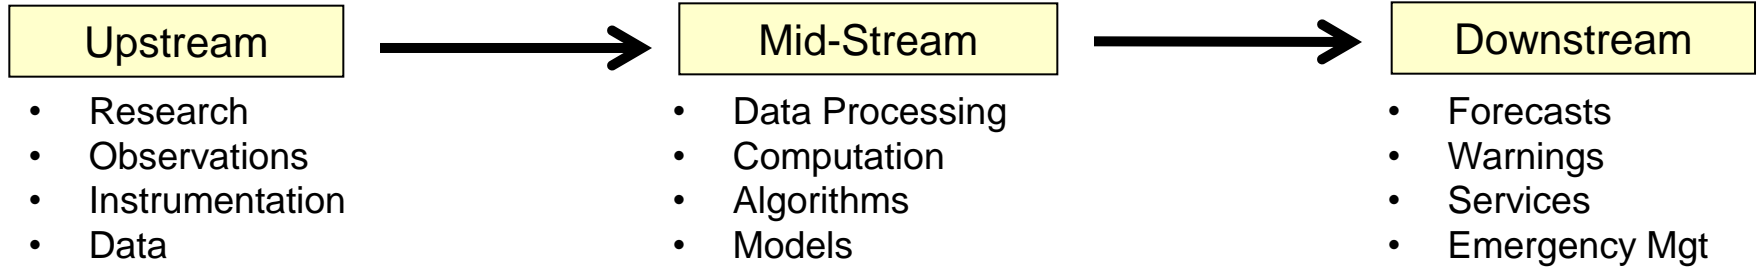 Upstream
• Research
• Observations
• Instrumentation
• Data
Mid-Stream
• Data Processing
• Computation
• Algorithms
• Models
Downstream
• Forecasts
• Warnings
• Services
• Emergency Mgt